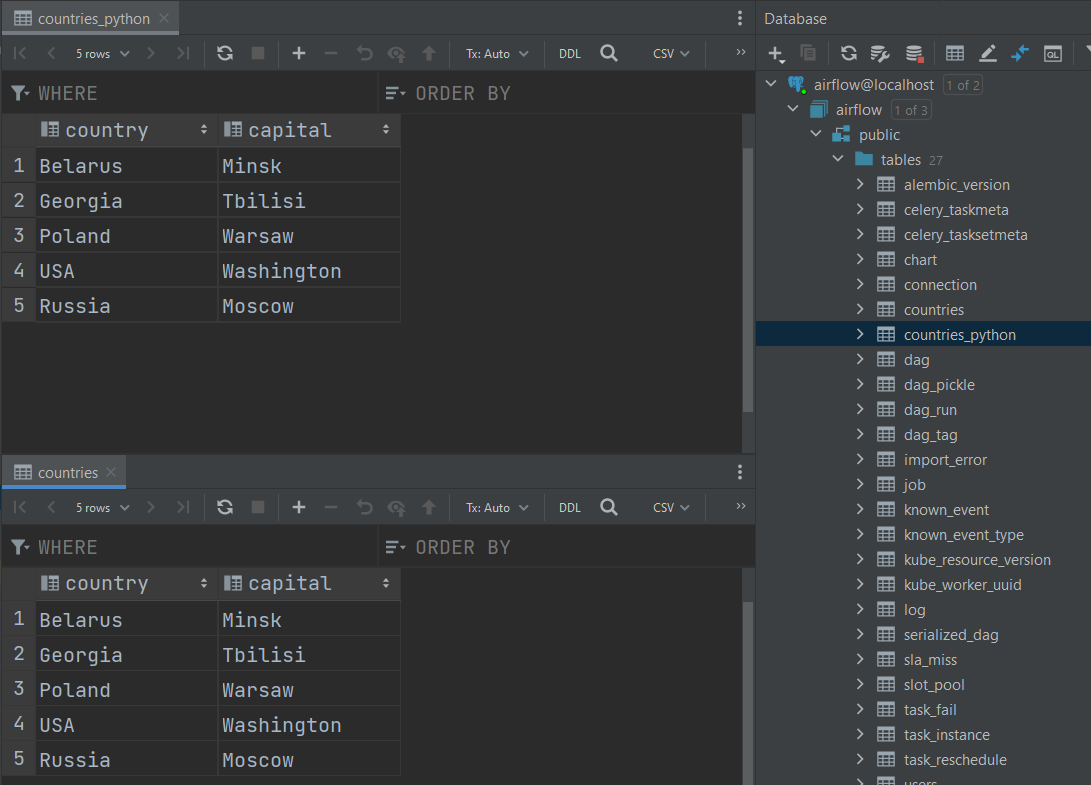 countries_python
5 rows
Tx: Auto
DDL
CSV
WHERE
ORDER BY
country capital
1 Belarus Minsk
2 Georgia Tbilisi
3 Poland Warsaw
4 USA Washington
5 Russia Moscow
countries
5 rows
Tx: Auto
DDL
CSV
WHERE
ORDER BY
country capital
1 Belarus Minsk
2 Georgia Tbilisi
3 Poland Warsaw
4 USA Washington
5 Russia Moscow
Database
QL
airflow@localhost 1 of 2
airflow 1 of 3
public
tables 27
alembic_version
celery_taskmeta
celery_tasksetmeta
chart
connection
countries
countries_python
dag
dag_pickle
dag_run
dag_tag
import_error
job
known_event
known_event_type
kube_resource_version
kube_worker_uuid
log
serialized_dag
sla_miss
slot_pool
task_fail
task_instance
task_reschedule
users